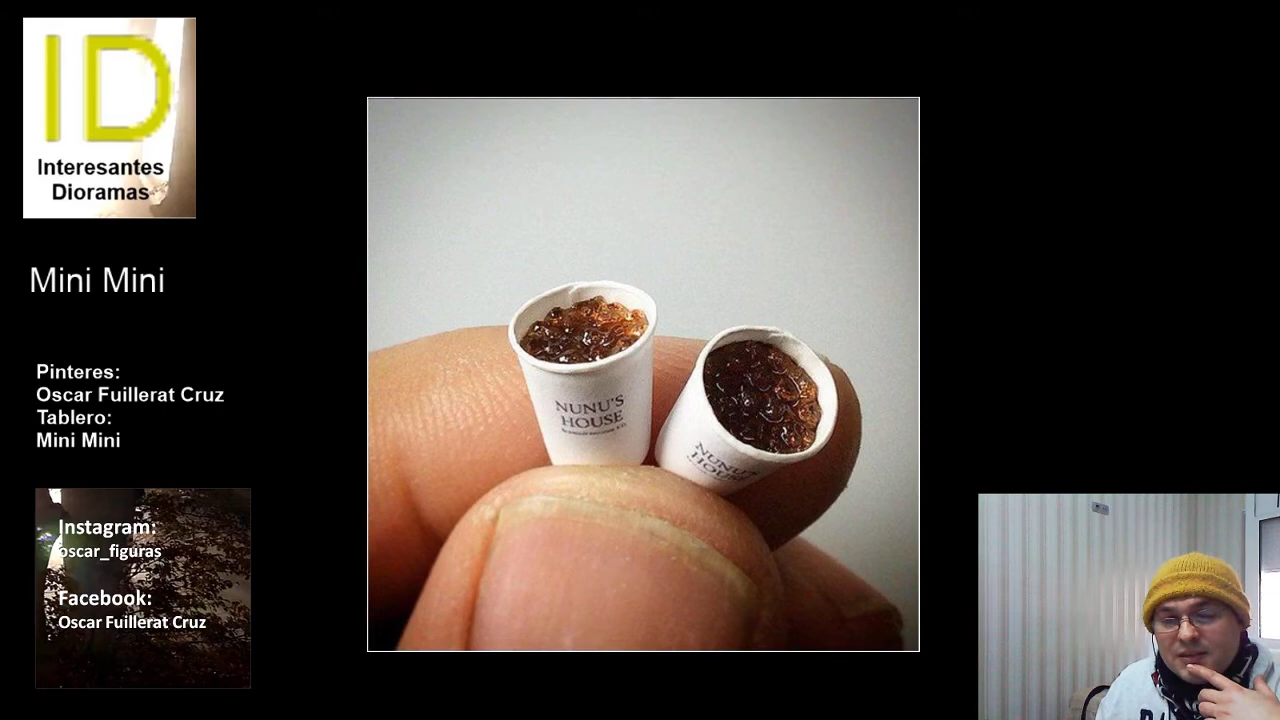 ID
Interesantes
Dioramas
Mini Mini
Pinteres:
Oscar Fuillerat Cruz
Tablero:
Mini Mini
Instagram:
oscar_figuras
Facebook:
Oscar Fuillerat Cruz
NUNU'S
HOUSE
NUNU'S
HOUSE